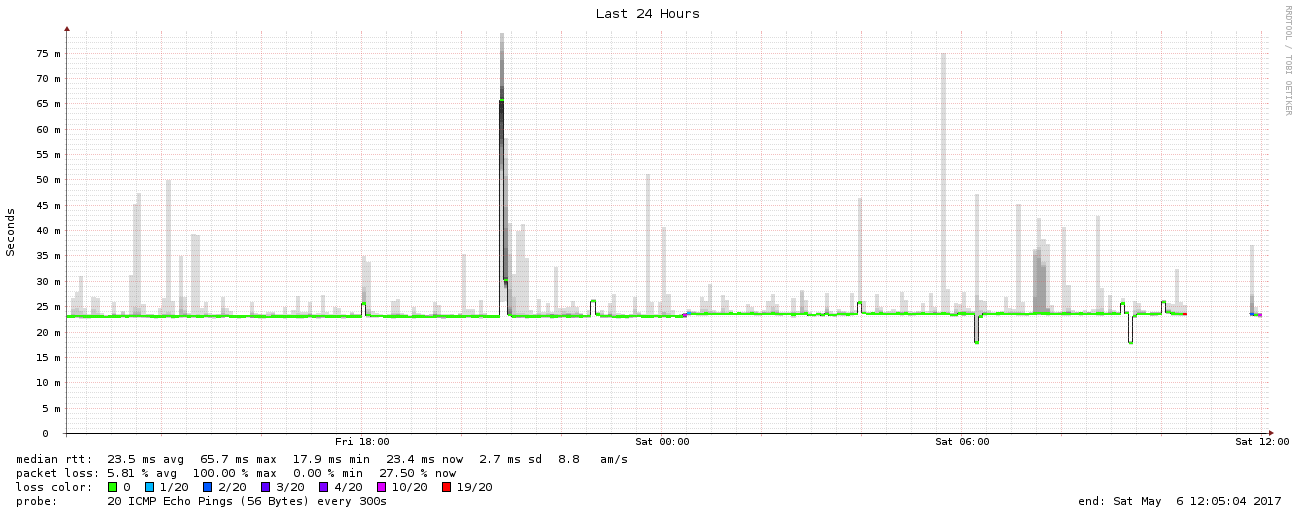 Last 24 Hours
RRDTOOL / TOBI OETIKER
Seconds
75 m
70 m
65 m
60 m
55 m
50 m
45 m
40 m
35 m
30 m
25 m
20 m
15 m
10 m
5 m
0
Fri 18:00 Sat 00:00 Sat 06:00 Sat 12:00
median rtt: 23.5 ms avg 65.7 ms max 17.9 ms min 23.4 ms now 2.7 ms sd 8.8 am/s
packet loss: 5.81 % avg 100.00 % max 0.00 % min 27.50 % now
loss color: 0 1/20 2/20 3/20 4/20 10/20 19/20
probe: 20 ICMP Echo Pings (56 Bytes) every 300s end: Sat May 6 12:05:04 2017